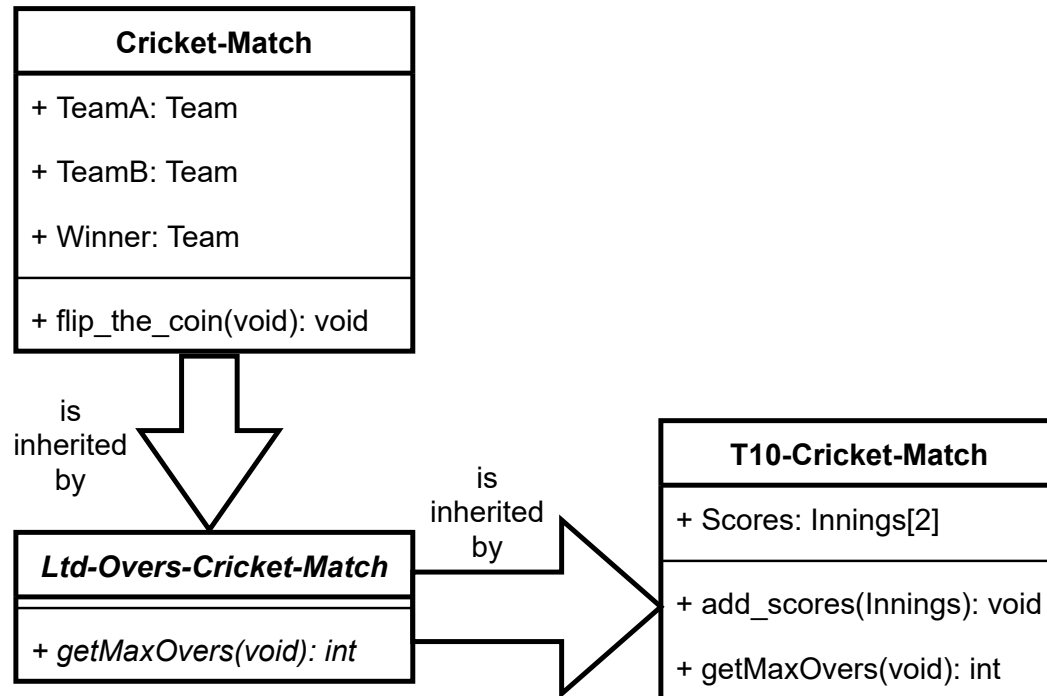 Cricket-Match
+ TeamA: Team
+ TeamB: Team
+ Winner: Team
+ flip_the_coin(void): void
is
inherited
by
Ltd-Overs-Cricket-Match
+ getMaxOvers(void): int
is
inherited
by
T10-Cricket-Match
+ Scores: Innings[2]
+ add_scores(Innings): void
+ getMaxOvers(void): int